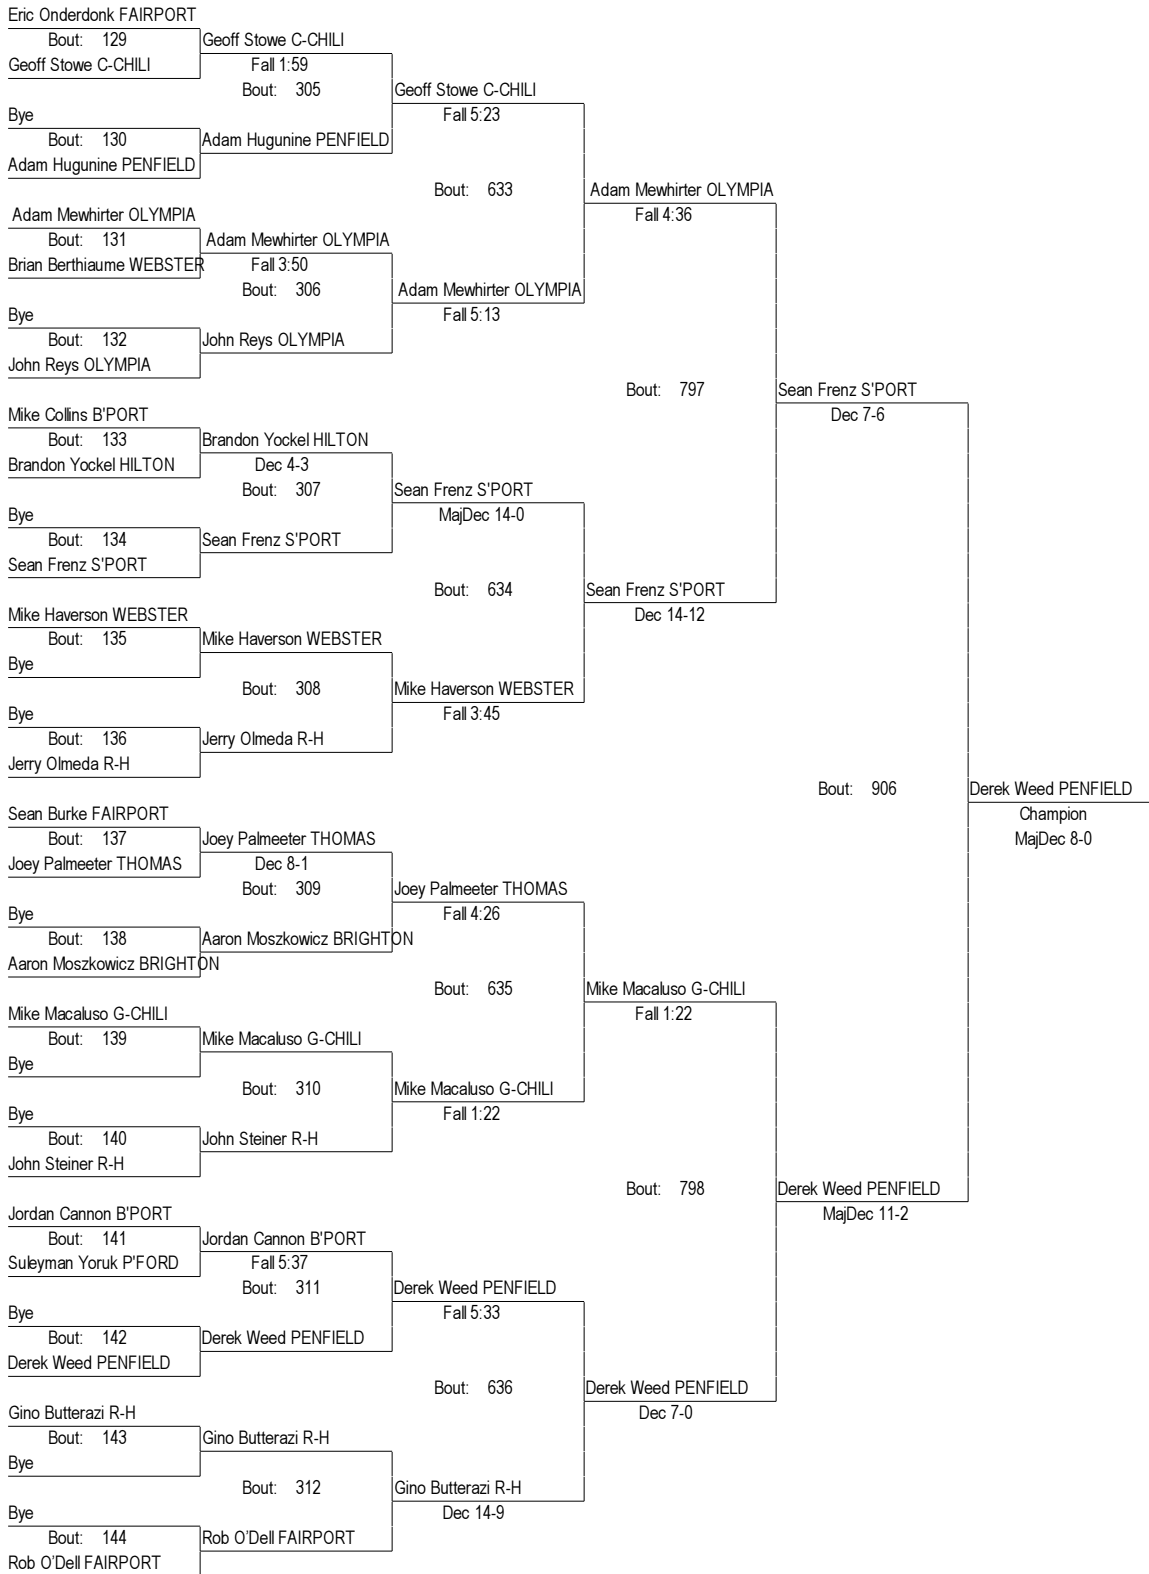 Eric Onderdonk FAIRPORT
Bout: 129
Geoff Stowe C-CHILI
Geoff Stowe C-CHILI
Fall 1:59
Bout: 305
Geoff Stowe C-CHILI
Fall 5:23
Bye
Bout: 130
Adam Hugunine PENFIELD
Adam Hugunine PENFIELD
Bout: 633
Adam Mewhirter OLYMPIA
Fall 4:36
Adam Mewhirter OLYMPIA
Bout: 131
Brian Berthiaume WEBSTER
Adam Mewhirter OLYMPIA
Fall 3:50
Bout: 306
Adam Mewhirter OLYMPIA
Fall 5:13
Bye
Bout: 132
John Reys OLYMPIA
John Reys OLYMPIA
Bout: 797
Sean Frenz S'PORT
Dec 7-6
Mike Collins B'PORT
Bout: 133
Brandon Yockel HILTON
Brandon Yockel HILTON
Dec 4-3
Bout: 307
Sean Frenz S'PORT
MajDec 14-0
Bye
Bout: 134
Sean Frenz S'PORT
Sean Frenz S'PORT
Bout: 634
Sean Frenz S'PORT
Dec 14-12
Mike Haverson WEBSTER
Bout: 135
Bye
Mike Haverson WEBSTER
Bout: 308
Mike Haverson WEBSTER
Fall 3:45
Bye
Bout: 136
Jerry Olmeda R-H
Jerry Olmeda R-H
Bout: 906
Derek Weed PENFIELD
Champion
MajDec 8-0
Sean Burke FAIRPORT
Bout: 137
Joey Palmeeter THOMAS
Joey Palmeeter THOMAS
Dec 8-1
Bout: 309
Joey Palmeeter THOMAS
Fall 4:26
Bye
Bout: 138
Aaron Moszkowicz BRIGHTON
Aaron Moszkowicz BRIGHTON
Bout: 635
Mike Macaluso G-CHILI
Fall 1:22
Mike Macaluso G-CHILI
Bout: 139
Bye
Mike Macaluso G-CHILI
Bout: 310
Mike Macaluso G-CHILI
Fall 1:22
Bye
Bout: 140
John Steiner R-H
John Steiner R-H
Bout: 798
Derek Weed PENFIELD
MajDec 11-2
Jordan Cannon B'PORT
Bout: 141
Suleyman Yoruk P'FORD
Jordan Cannon B'PORT
Fall 5:37
Bout: 311
Derek Weed PENFIELD
Fall 5:33
Bye
Bout: 142
Derek Weed PENFIELD
Derek Weed PENFIELD
Bout: 636
Derek Weed PENFIELD
Dec 7-0
Gino Butterazi R-H
Bout: 143
Bye
Gino Butterazi R-H
Bout: 312
Gino Butterazi R-H
Dec 14-9
Bye
Bout: 144
Rob O'Dell FAIRPORT
Rob O'Dell FAIRPORT